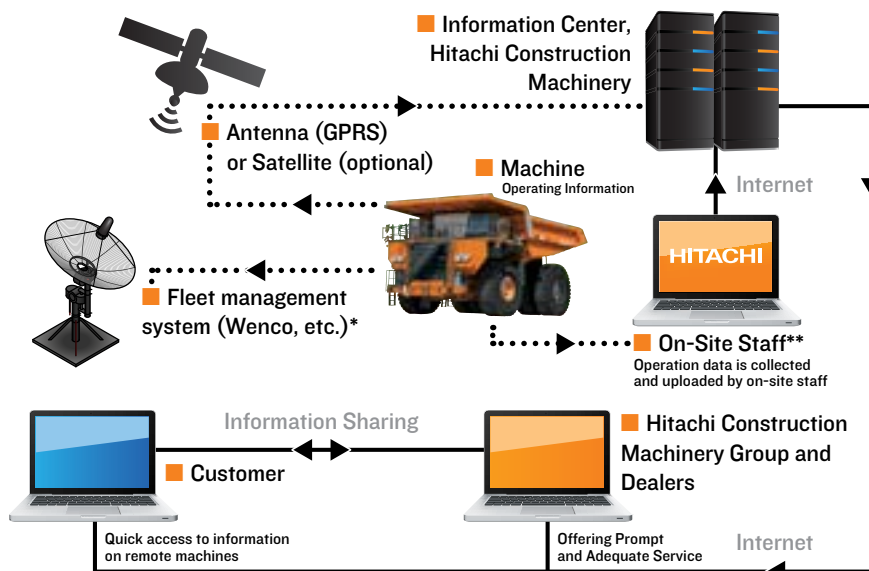 Information Center,
Hitachi Construction
Machinery
Antenna (GPRS)
or Satellite (optional)
Machine
Operating Information
Internet
HITACHI
Fleet management
system (Wenco, etc.)*
On-Site Staff**
Operation data is collected
and uploaded by on-site staff
Information Sharing
Customer
Hitachi Construction
Machinery Group and
Dealers
Quick access to information
on remote machines
Offering Prompt
and Adequate Service
Internet